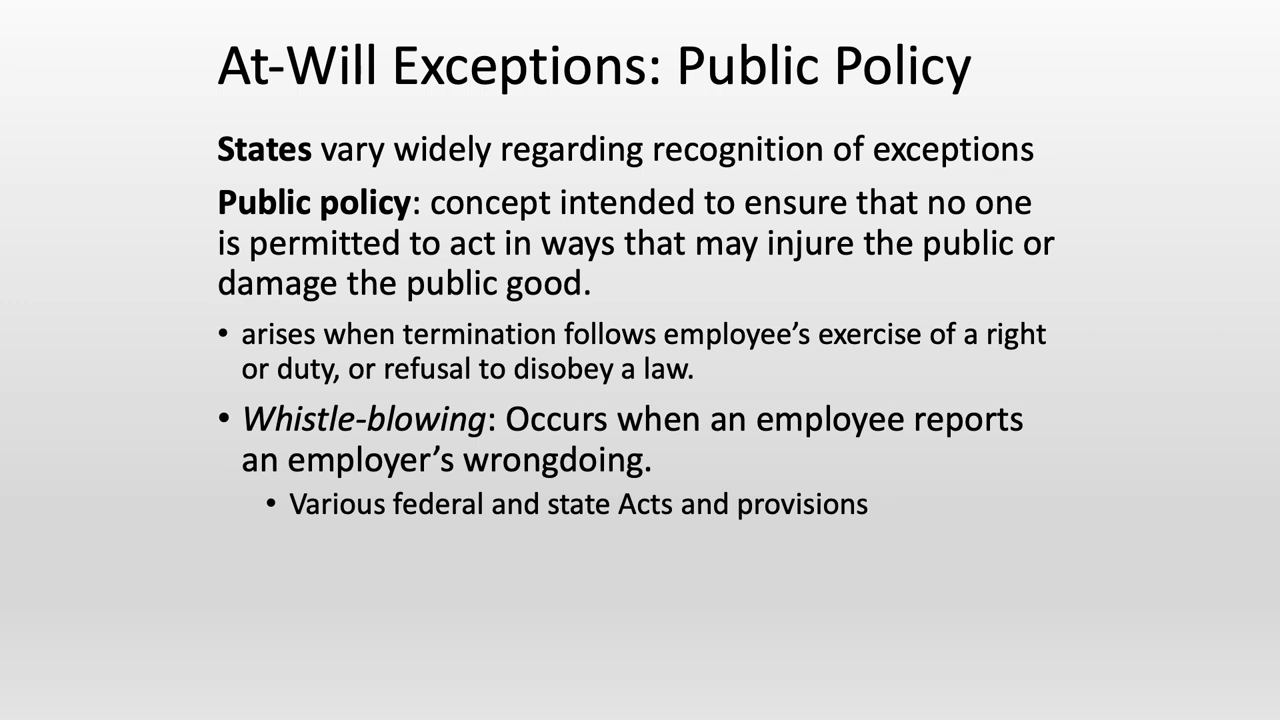 At-Will Exceptions: Public Policy
States vary widely regarding recognition of exceptions
Public policy: concept intended to ensure that no one
is permitted to act in ways that may injure the public or
damage the public good.
• arises when termination follows employee’s exercise of a right
or duty, or refusal to disobey a law.
• Whistle-blowing: Occurs when an employee reports
an employer’s wrongdoing.
• Various federal and state Acts and provisions